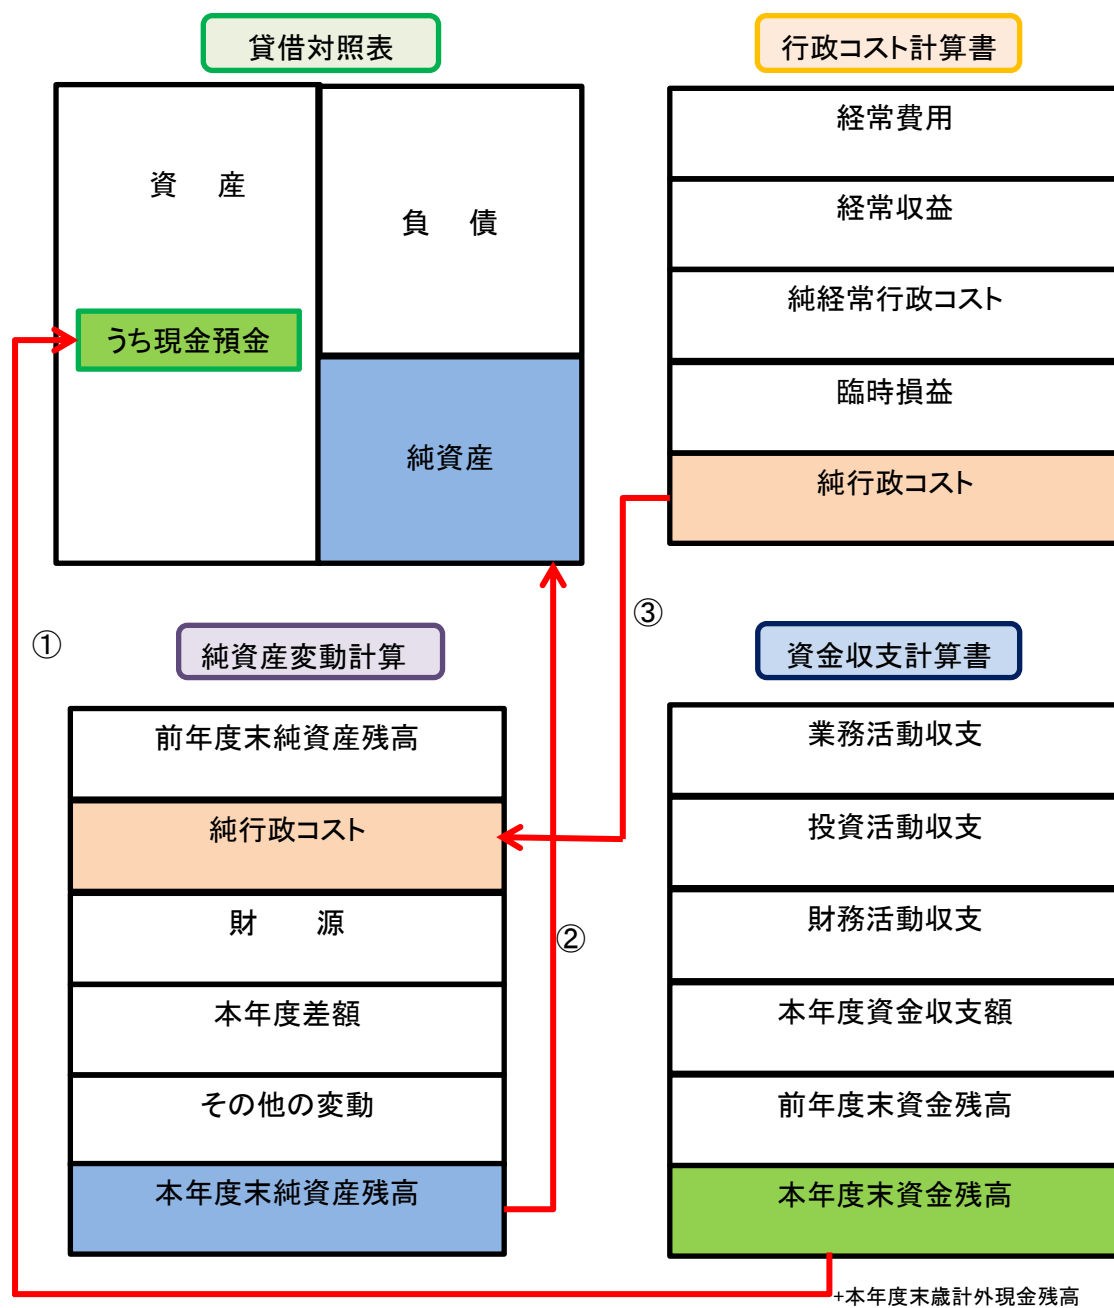 貸借対照表
資　産
うち現金預金
負　債
純資産
行政コスト計算書
経常費用
経常収益
純経常行政コスト
臨時損益
純行政コスト
①
②
③
純資産変動計算
前年度末純資産残高
純行政コスト
財　　源
本年度差額
その他の変動
本年度末純資産残高
資金収支計算書
業務活動収支
投資活動収支
財務活動収支
本年度資金収支額
前年度末資金残高
本年度末資金残高
+本年度末歳計外現金残高